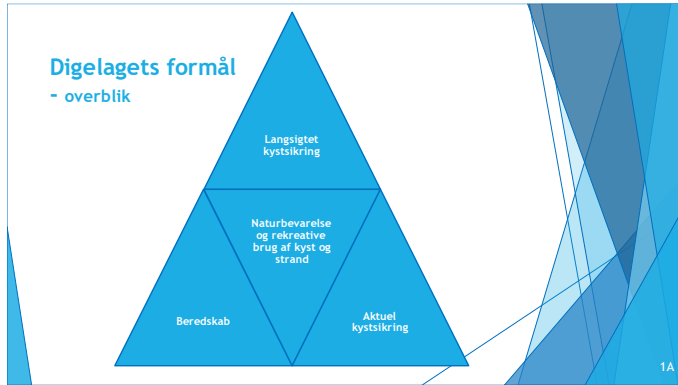 Digelagets formål
- overblik
Langsigtet
kystsikring
Naturbevarelse
og rekreative
brug af kyst og
strand
Beredskab
Aktuel
kystsikring
1A